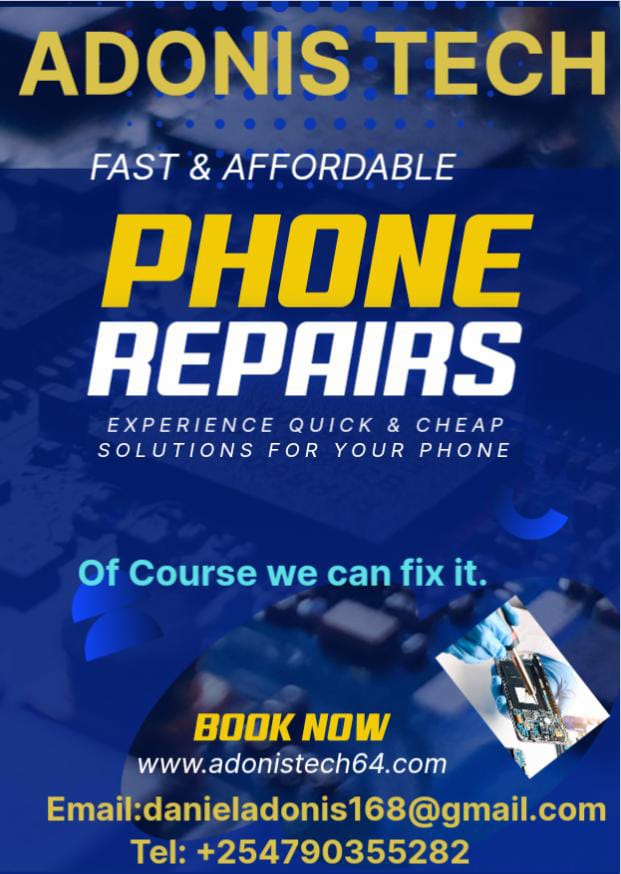 ADONIS TECH
FAST & AFFORDABLE
PHONE
REPAIRS
EXPERIENCE QUICK & CHEAP
SOLUTIONS FOR YOUR PHONE
Of Course we can fix it.
BOOK NOW
www.adonistech64.com
Email:danieladonis168@gmail.com
Tel: +254790355282